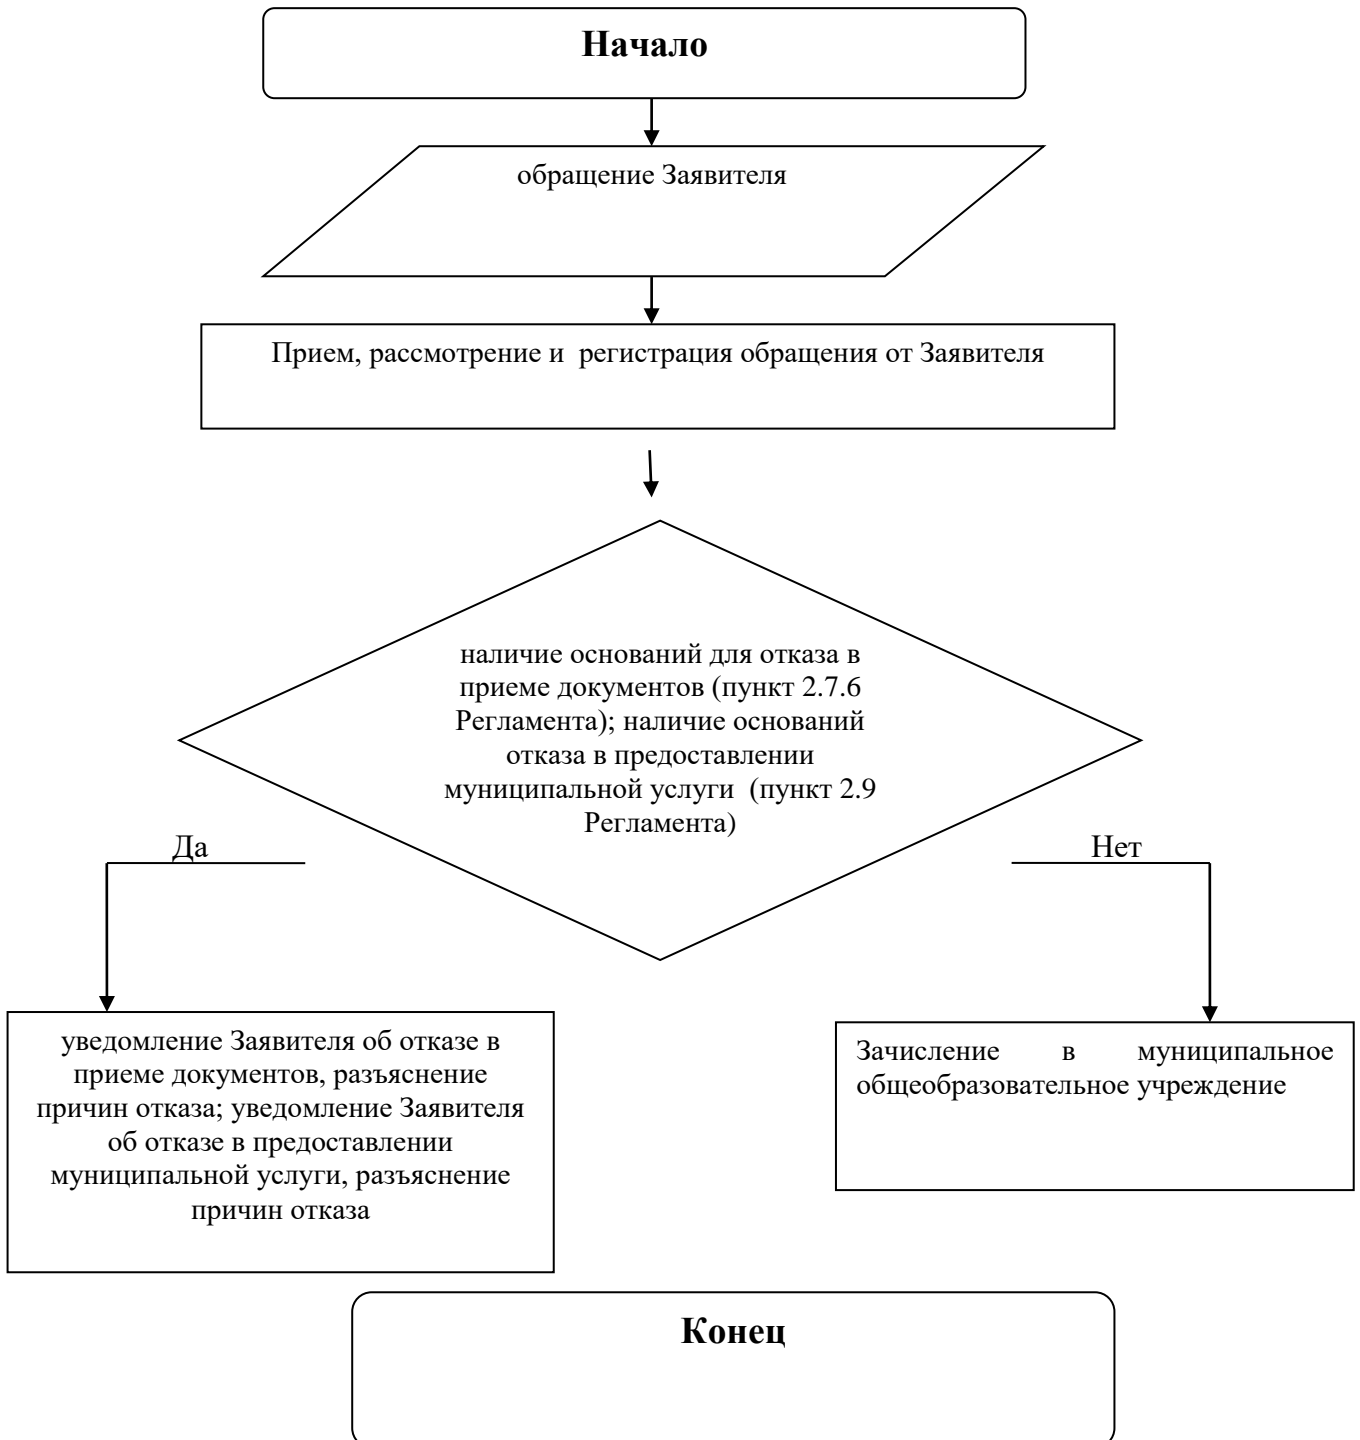 Начало
обращение Заявителя
Прием, рассмотрение и  регистрация обращения от Заявителя
наличие оснований для отказа в
приеме документов (пункт 2.7.6
Регламента); наличие оснований
отказа в предоставлении
муниципальной услуги  (пункт 2.9
Регламента)
Да
Нет
уведомление Заявителя об отказе в
приеме документов, разъяснение
причин отказа; уведомление Заявителя
об отказе в предоставлении
муниципальной услуги, разъяснение
причин отказа
Зачисление в муниципальное
общеобразовательное учреждение
Конец